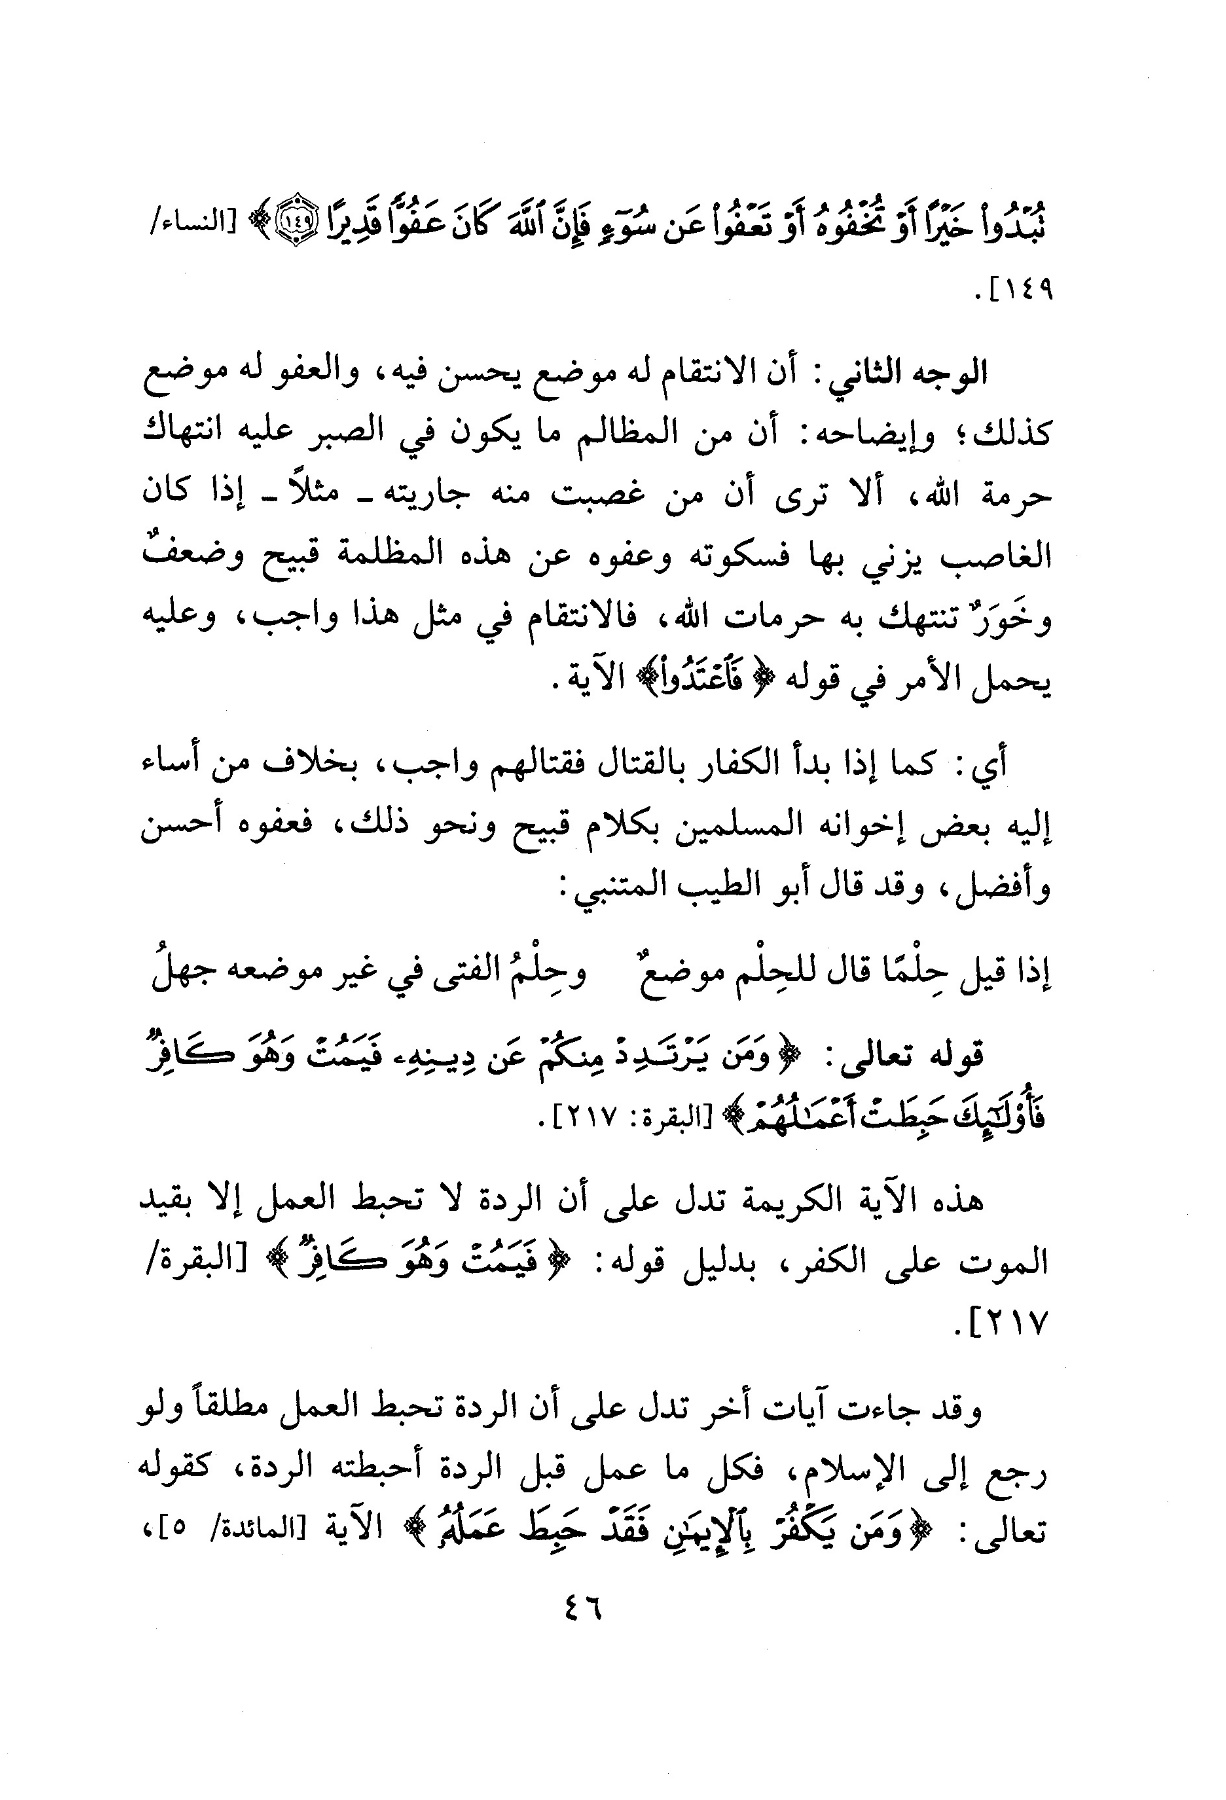 تُبْدُواْ خَيْرًا أَوْ تُخْفُوهُ أَوْ تَعْفُواْ عَن سُوٓءٍ فَإِنَّ ٱللَّهَ كَانَ عَفُوًّا قَدِيرًا ﴿١٤٩﴾﴾ [النساء/
١٤٩].
الوجه الثاني: أن الانتقام له موضع يحسن فيه، والعفو له موضع
كذلك؛ وإيضاحه: أن من المظالم ما يكون في الصبر عليه انتهاك
حرمة الله، ألا ترى أن من غصبت منه جاريته ـ مثلاً ـ إذا كان
الغاصب يزني بها فسكوته وعفوه عن هذه المظلمة قبيح وضعفٌ
وخَوَرٌ تنتهك به حرمات الله، فالانتقام في مثل هذا واجب، وعليه
يحمل الأمر في قوله ﴿فَٱعْتَدُواْ﴾ الآية.
أي: كما إذا بدأ الكفار بالقتال فقتالهم واجب، بخلاف من أساء
إليه بعض إخوانه المسلمين بكلام قبيح ونحو ذلك، فعفوه أحسن
وأفضل، وقد قال أبو الطيب المتنبي:
إذا قيل حِلْمًا قال للحِلْم موضعٌ وحِلْمُ الفتى في غير موضعه جهلُ
قوله تعالى: ﴿وَمَن يَرْتَدِدْ مِنكُمْ عَن دِينِهِۦ فَيَمُتْ وَهُوَ كَافِرٌ
فَأُوْلَٰٓئِكَ حَبِطَتْ أَعْمَٰلُهُمْ﴾ [البقرة: ٢١٧].
هذه الآية الكريمة تدل على أن الردة لا تحبط العمل إلا بقيد
الموت على الكفر، بدليل قوله: ﴿فَيَمُتْ وَهُوَ كَافِرٌ﴾ [البقرة/
٢١٧].
وقد جاءت آيات أخر تدل على أن الردة تحبط العمل مطلقاً ولو
رجع إلى الإسلام، فكل ما عمل قبل الردة أحبطته الردة، كقوله
تعالى: ﴿وَمَن يَكْفُرْ بِٱلْإِيمَٰنِ فَقَدْ حَبِطَ عَمَلُهُۥ﴾ الآية [المائدة/ ٥]،
٤٦